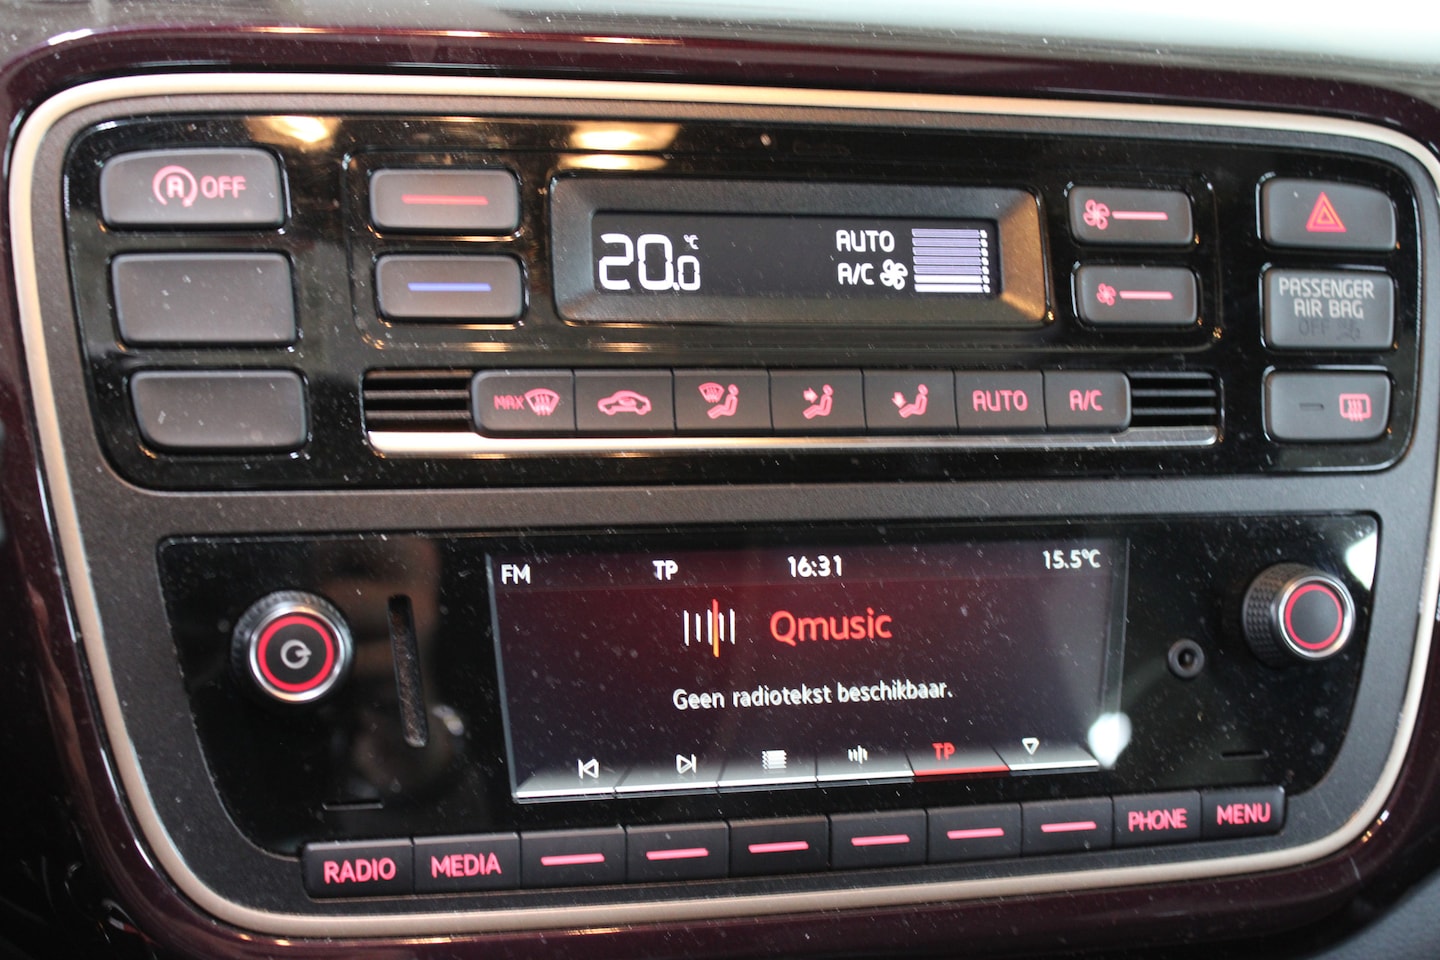 A OFF
20.0 °C
AUTO
A/C
PASSENGER
AIR BAG
OFF
MAX
AUTO
A/C
FM TP 16:31 15.5°C
Qmusic
Geen radiotekst beschikbaar.
TP
RADIO MEDIA PHONE MENU